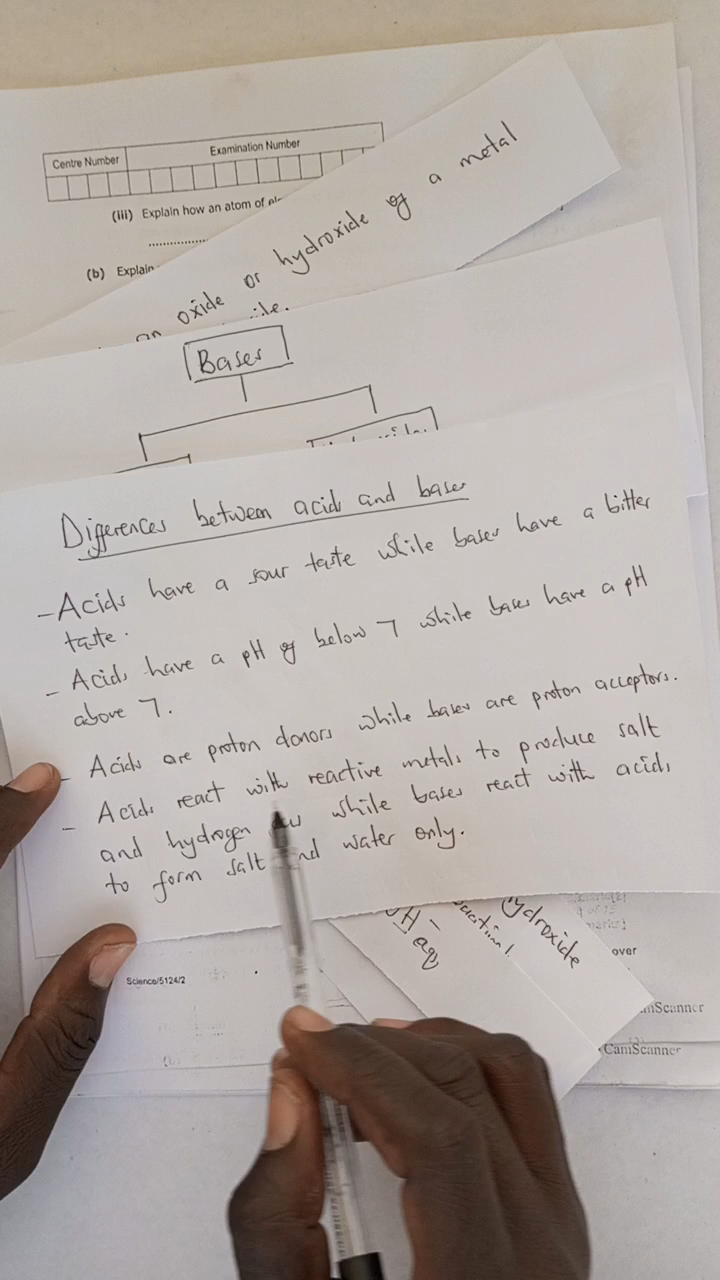 Centre Number
Examination Number
(iii) Explain how an atom of
(b) Explain
an oxide or hydroxide of a metal
Bases
Differences between acid and bases
- Acids have a sour taste while bases have a bitter
taste.
- Acids have a pH of below 7 while bases have a pH
above 7.
- Acids are proton donors while bases are proton acceptors.
- Acids react with reactive metals to produce salt
and hydrogen while bases react with acids
to form salt and water only.
OH⁻
aq
hydroxide
over
Science/5124/2
CamScanner